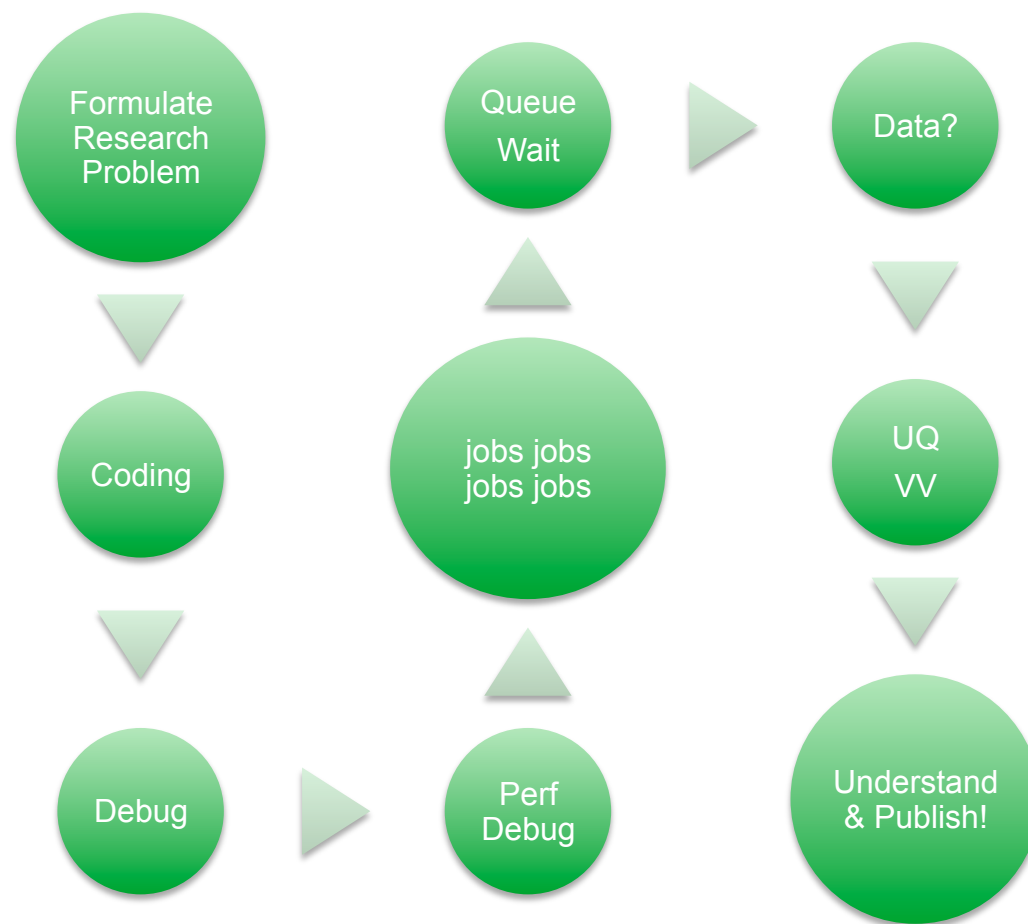 Formulate
Research
Problem
Coding
Debug
Perf
Debug
jobs jobs
jobs jobs
Queue
Wait
Data?
UQ
VV
Understand
& Publish!